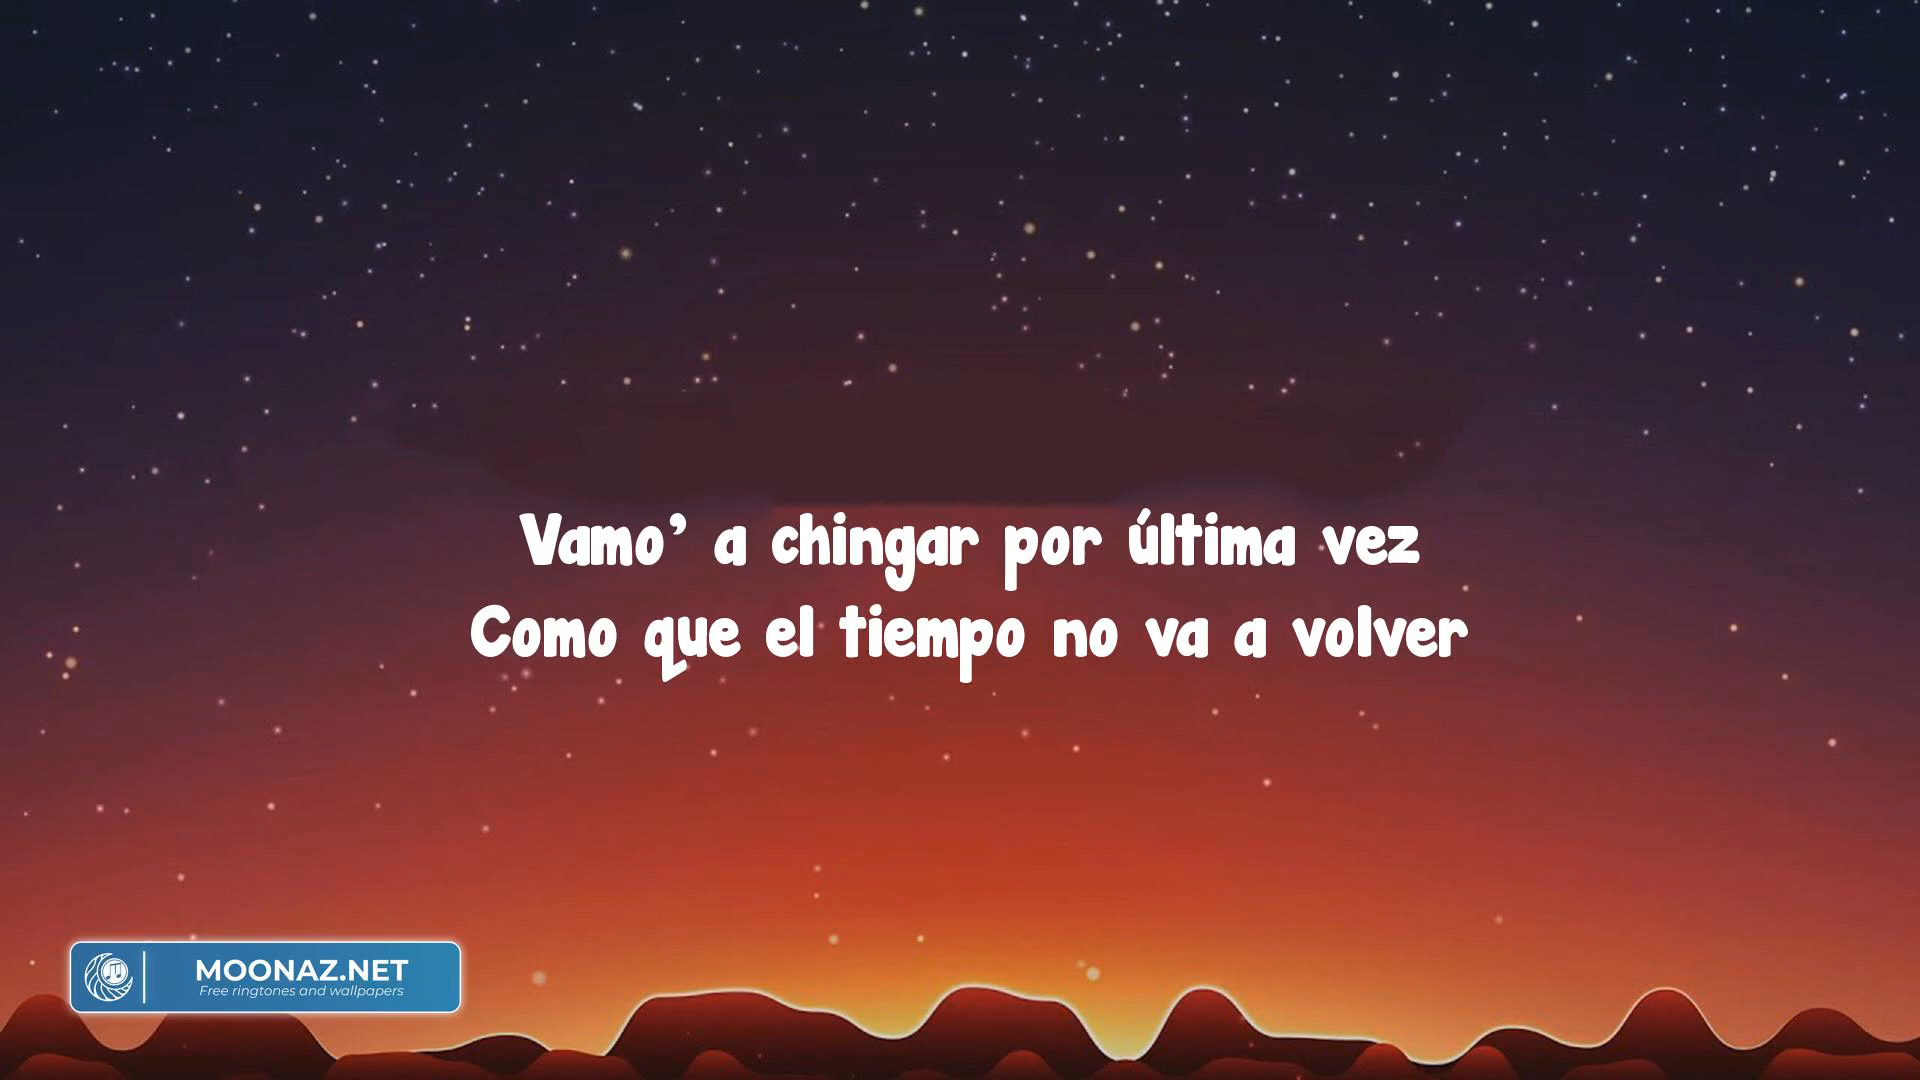 Vamo’ a chingar por última vez
Como que el tiempo no va a volver
MOONAZ.NET
Free ringtones and wallpapers